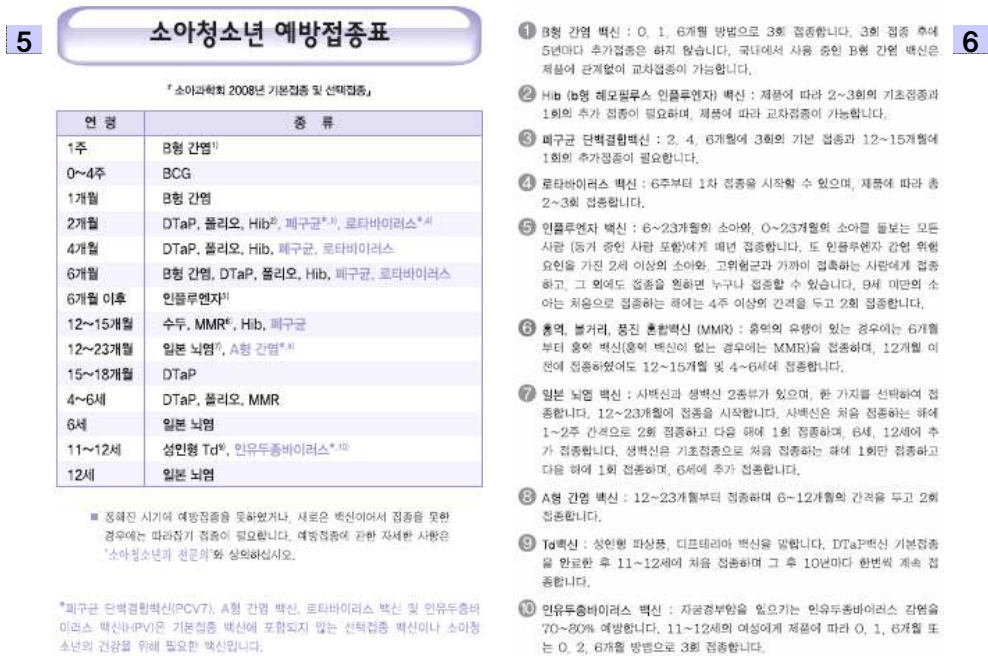 5
소아청소년 예방접종표
『소아과학회 2008년 기본접종 및 선택접종』
연 령 종 류
1주 B형 간염¹⁾
0~4주 BCG
1개월 B형 간염
2개월 DTaP, 폴리오, Hib²⁾, 폐구균*,³⁾, 로타바이러스*,⁴⁾
4개월 DTaP, 폴리오, Hib, 폐구균, 로타바이러스
6개월 B형 간염, DTaP, 폴리오, Hib, 폐구균, 로타바이러스
6개월 이후 인플루엔자⁵⁾
12~15개월 수두, MMR⁶⁾, Hib, 폐구균
12~23개월 일본 뇌염⁷⁾, A형 간염*,⁸⁾
15~18개월 DTaP
4~6세 DTaP, 폴리오, MMR
6세 일본 뇌염
11~12세 성인형 Td⁹⁾, 인유두종바이러스*,¹⁰⁾
12세 일본 뇌염
■ 정해진 시기에 예방접종을 못하였거나, 새로운 백신이어서 접종을 못한
경우에는 따라잡기 접종이 필요합니다. 예방접종에 관한 자세한 사항은
'소아청소년과 전문의'와 상의하십시오.
*폐구균 단백결합백신(PCV7), A형 간염 백신, 로타바이러스 백신 및 인유두종바
이러스 백신(HPV)은 기본접종 백신에 포함되지 않는 선택접종 백신이나 소아청
소년의 건강을 위해 필요한 백신입니다.
6
① B형 간염 백신 : 0, 1, 6개월 방법으로 3회 접종합니다. 3회 접종 후에
5년마다 추가접종은 하지 않습니다. 국내에서 사용 중인 B형 간염 백신은
제품에 관계없이 교차접종이 가능합니다.
② Hib (b형 헤모필루스 인플루엔자) 백신 : 제품에 따라 2~3회의 기초접종과
1회의 추가 접종이 필요하며, 제품에 따라 교차접종이 가능합니다.
③ 폐구균 단백결합백신 : 2, 4, 6개월에 3회의 기본 접종과 12~15개월에
1회의 추가접종이 필요합니다.
④ 로타바이러스 백신 : 6주부터 1차 접종을 시작할 수 있으며, 제품에 따라 총
2~3회 접종합니다.
⑤ 인플루엔자 백신 : 6~23개월의 소아와, 0~23개월의 소아를 돌보는 모든
사람 (동거 중인 사람 포함)에게 매년 접종합니다. 또 인플루엔자 감염 위험
요인을 가진 2세 이상의 소아와, 고위험군과 가까이 접촉하는 사람에게 접종
하고, 그 외에도 접종을 원하면 누구나 접종할 수 있습니다. 9세 미만의 소
아는 처음으로 접종하는 해에는 4주 이상의 간격을 두고 2회 접종합니다.
⑥ 홍역, 볼거리, 풍진 혼합백신 (MMR) : 홍역의 유행이 있는 경우에는 6개월
부터 홍역 백신(홍역 백신이 없는 경우에는 MMR)을 접종하며, 12개월 이
전에 접종하였어도 12~15개월 및 4~6세에 접종합니다.
⑦ 일본 뇌염 백신 : 사백신과 생백신 2종류가 있으며, 한 가지를 선택하여 접
종합니다. 12~23개월에 접종을 시작합니다. 사백신은 처음 접종하는 해에
1~2주 간격으로 2회 접종하고 다음 해에 1회 접종하며, 6세, 12세에 추
가 접종합니다. 생백신은 기초접종으로 처음 접종하는 해에 1회만 접종하고
다음 해에 1회 접종하며, 6세에 추가 접종합니다.
⑧ A형 간염 백신 : 12~23개월부터 접종하며 6~12개월의 간격을 두고 2회
접종합니다.
⑨ Td백신 : 성인형 파상풍, 디프테리아 백신을 말합니다. DTaP백신 기본접종
을 완료한 후 11~12세에 처음 접종하며 그 후 10년마다 한번씩 계속 접
종합니다.
⑩ 인유두종바이러스 백신 : 자궁경부암을 일으키는 인유두종바이러스 감염을
70~80% 예방합니다. 11~12세의 여성에게 제품에 따라 0, 1, 6개월 또
는 0, 2, 6개월 방법으로 3회 접종합니다.